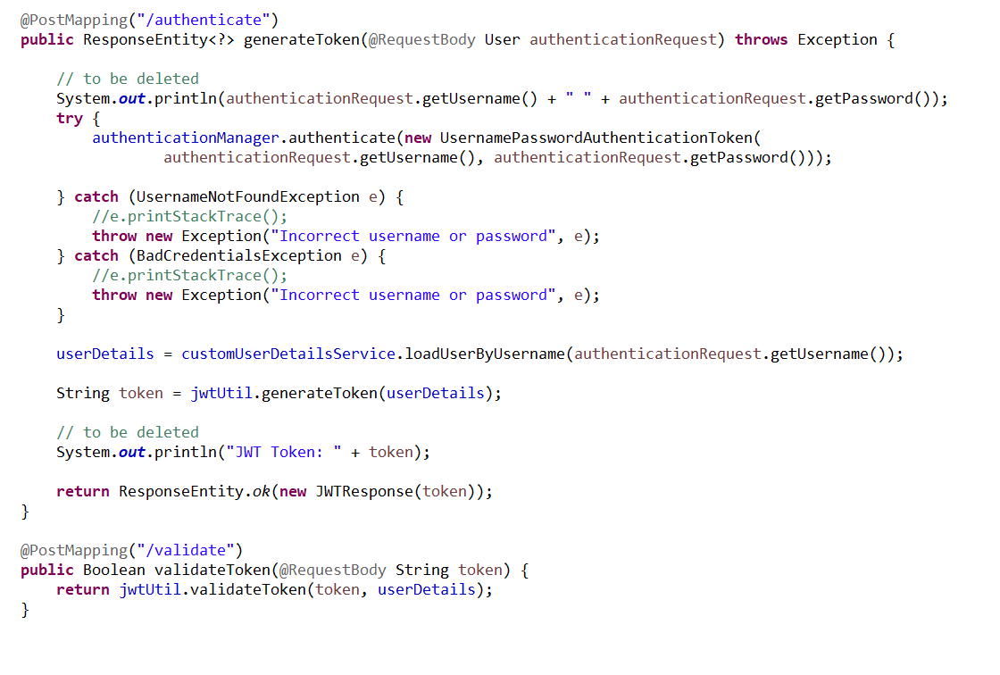 @PostMapping("/authenticate")
public ResponseEntity<?> generateToken(@RequestBody User authenticationRequest) throws Exception {
// to be deleted
System.out.println(authenticationRequest.getUsername() + " " + authenticationRequest.getPassword());
try {
authenticationManager.authenticate(new UsernamePasswordAuthenticationToken(
authenticationRequest.getUsername(), authenticationRequest.getPassword()));
} catch (UsernameNotFoundException e) {
//e.printStackTrace();
throw new Exception("Incorrect username or password", e);
} catch (BadCredentialsException e) {
//e.printStackTrace();
throw new Exception("Incorrect username or password", e);
}
userDetails = customUserDetailsService.loadUserByUsername(authenticationRequest.getUsername());
String token = jwtUtil.generateToken(userDetails);
// to be deleted
System.out.println("JWT Token: " + token);
return ResponseEntity.ok(new JWTResponse(token));
}
@PostMapping("/validate")
public Boolean validateToken(@RequestBody String token) {
return jwtUtil.validateToken(token, userDetails);
}